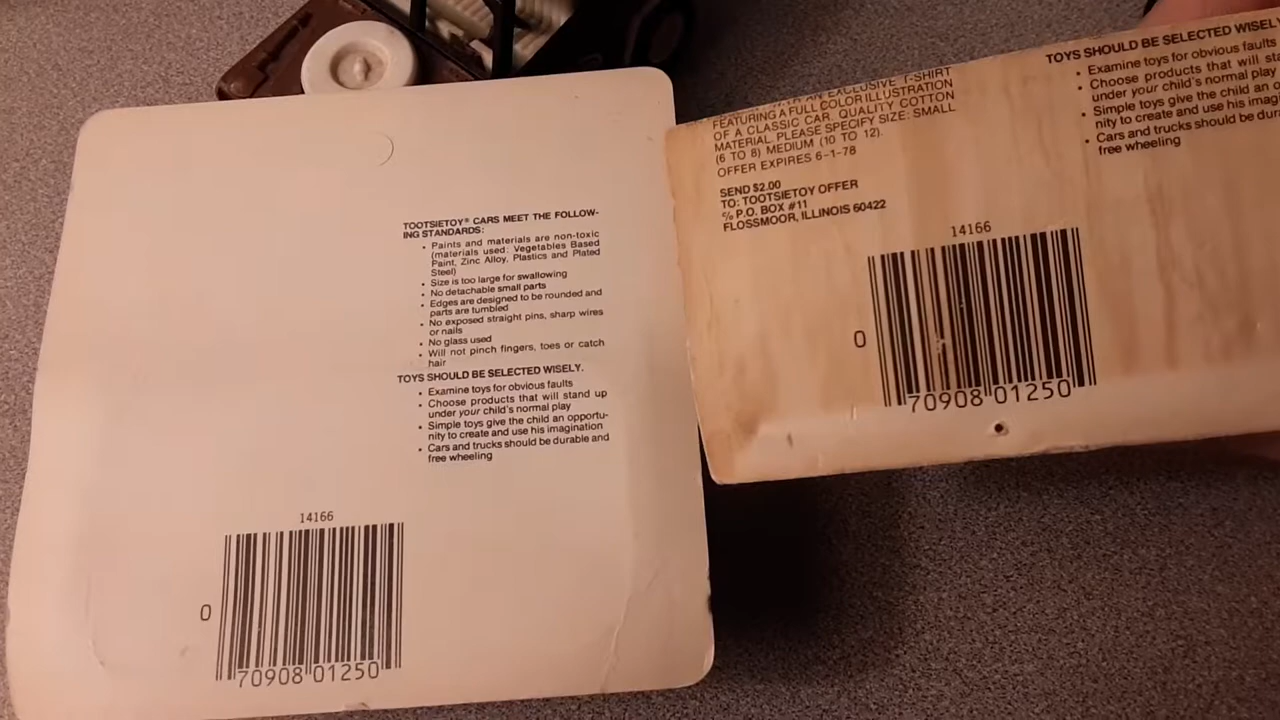 TOOTSIETOY® CARS MEET THE FOLLOW-
ING STANDARDS:
• Paints and materials are non-toxic
(materials used: Vegetables Based
Paint, Zinc Alloy, Plastics and Plated
Steel)
• Size is too large for swallowing
• No detachable small parts
• Edges are designed to be rounded and
parts are tumbled
• No exposed straight pins, sharp wires
or nails
• No glass used
• Will not pinch fingers, toes or catch
hair
TOYS SHOULD BE SELECTED WISELY.
• Examine toys for obvious faults
• Choose products that will stand up
under your child's normal play
• Simple toys give the child an opportu-
nity to create and use his imagination
• Cars and trucks should be durable and
free wheeling
14166
0
70908 01250
AN EXCLUSIVE T-SHIRT
FEATURING A FULL COLOR ILLUSTRATION
OF A CLASSIC CAR. QUALITY COTTON
MATERIAL. PLEASE SPECIFY SIZE: SMALL
(6 TO 8) MEDIUM (10 TO 12).
OFFER EXPIRES 6-1-78
SEND $2.00
TO: TOOTSIETOY OFFER
℅ P.O. BOX #11
FLOSSMOOR, ILLINOIS 60422
14166
0
70908 01250
TOYS SHOULD BE SELECTED WISELY
• Examine toys for obvious faults
• Choose products that will
under your child's normal play
• Simple toys give the child an
nity to create and use his
• Cars and trucks should be
free wheeling